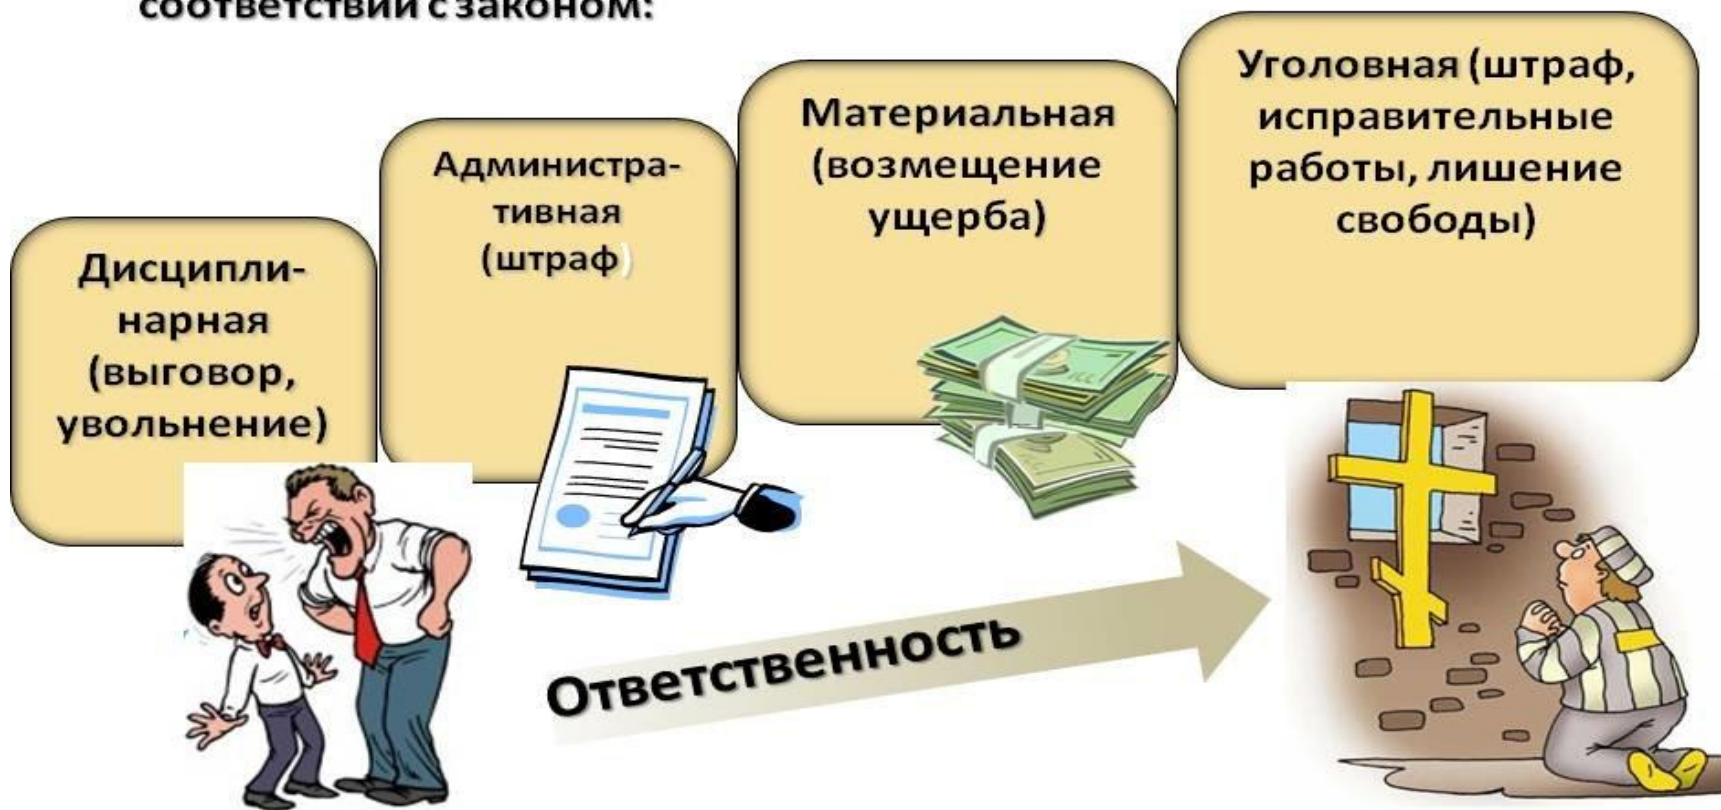 соответствии с законом:
Дисципли-
нарная
(выговор,
увольнение)
Администра-
тивная
(штраф)
Материальная
(возмещение
ущерба)
Уголовная (штраф,
исправительные
работы, лишение
свободы)
Ответственность